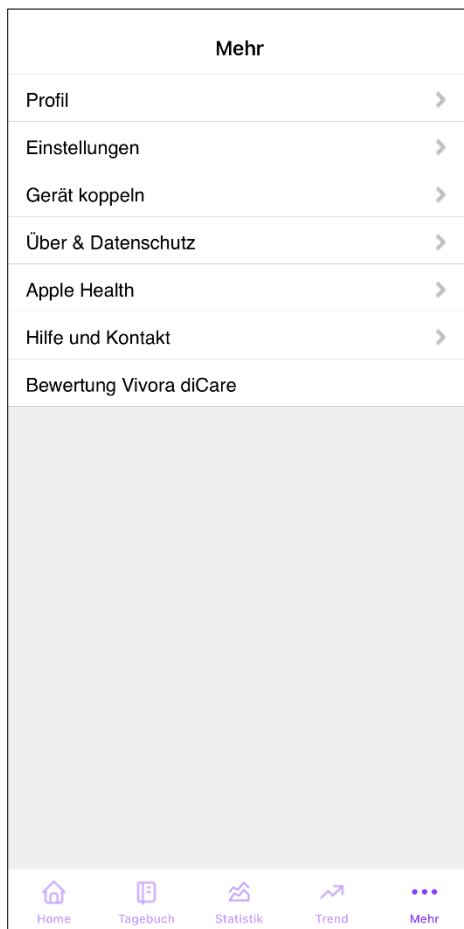 Mehr
Profil
Einstellungen
Gerät koppeln
Über & Datenschutz
Apple Health
Hilfe und Kontakt
Bewertung Vivora diCare
Home Tagebuch Statistik Trend Mehr